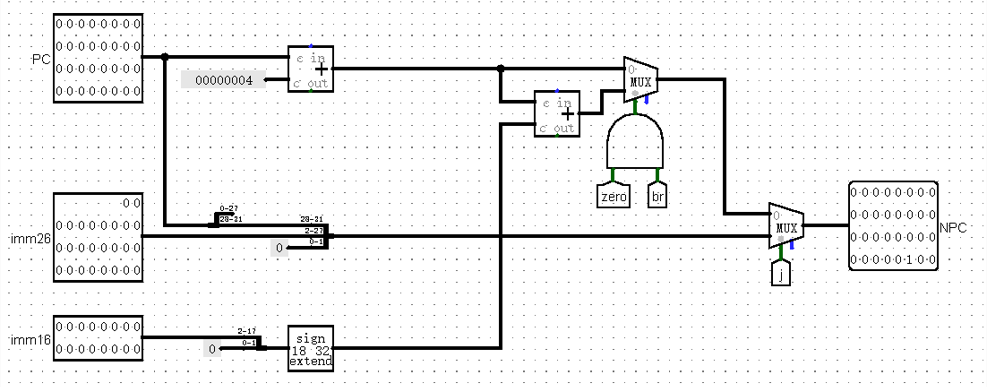 PC
0 0 0 0 0 0 0 0
0 0 0 0 0 0 0 0
0 0 0 0 0 0 0 0
0 0 0 0 0 0 0 0
00000004
c in
+
c out
c in
+
c out
0
MUX
zero
br
imm26
0 0
0 0 0 0 0 0 0 0
0 0 0 0 0 0 0 0
0 0 0 0 0 0 0 0
0-27
28-31
28-31
2-27
0-1
0
0
MUX
j
0 0 0 0 0 0 0 0
0 0 0 0 0 0 0 0
0 0 0 0 0 0 0 0
0 0 0 0 0 1 0 0
NPC
imm16
0 0 0 0 0 0 0 0
0 0 0 0 0 0 0 0
2-17
0-1
0
sign
18 32
extend